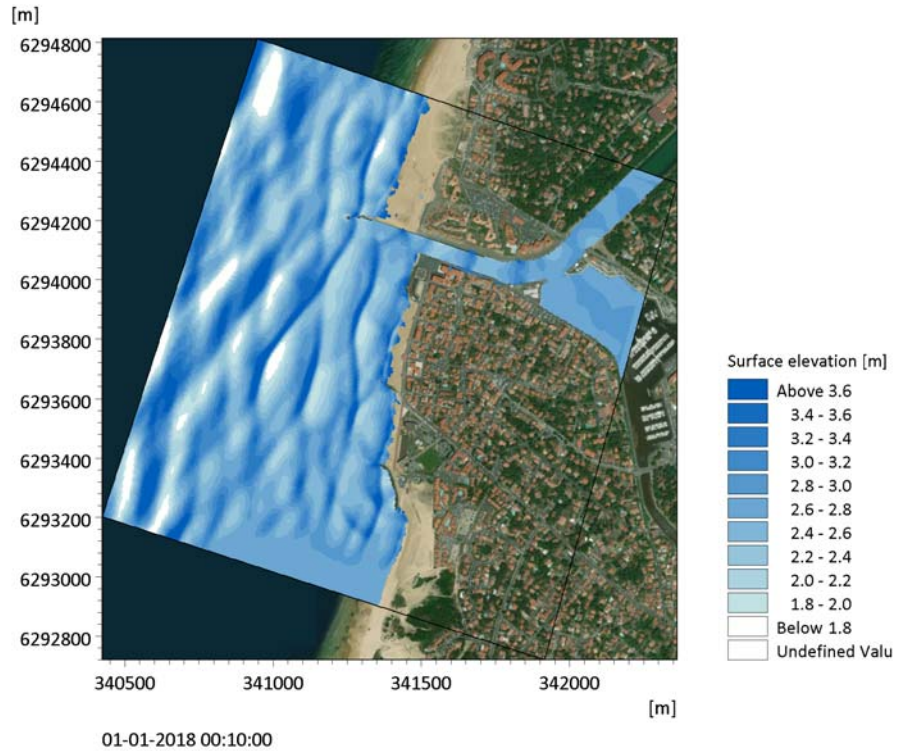 [m]
6294800
6294600
6294400
6294200
6294000
6293800
6293600
6293400
6293200
6293000
6292800
340500 341000 341500 342000
[m]
01-01-2018 00:10:00
Surface elevation [m]
Above 3.6
3.4 - 3.6
3.2 - 3.4
3.0 - 3.2
2.8 - 3.0
2.6 - 2.8
2.4 - 2.6
2.2 - 2.4
2.0 - 2.2
1.8 - 2.0
Below 1.8
Undefined Valu